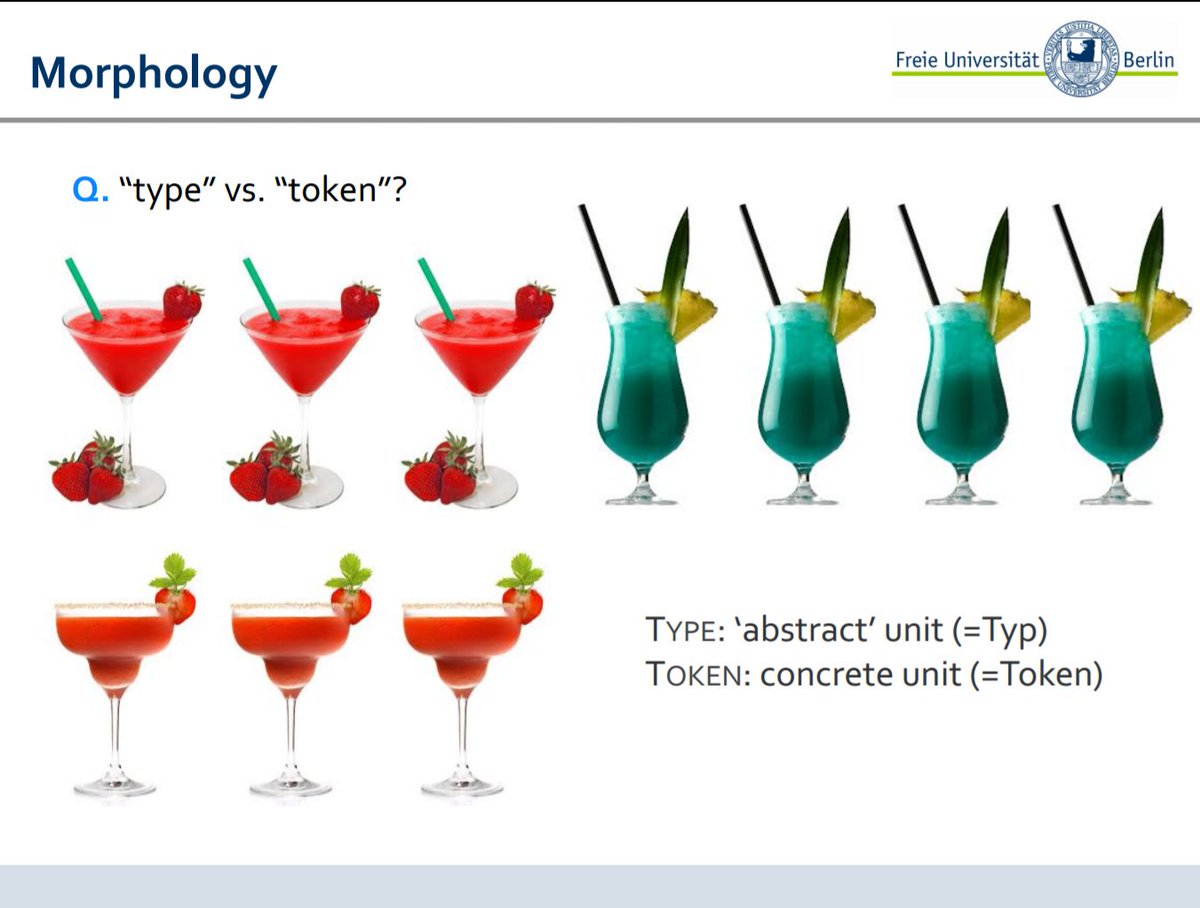 Morphology
Freie Universität Berlin
Q. “type” vs. “token”?
TYPE: ‘abstract’ unit (=Typ)
TOKEN: concrete unit (=Token)